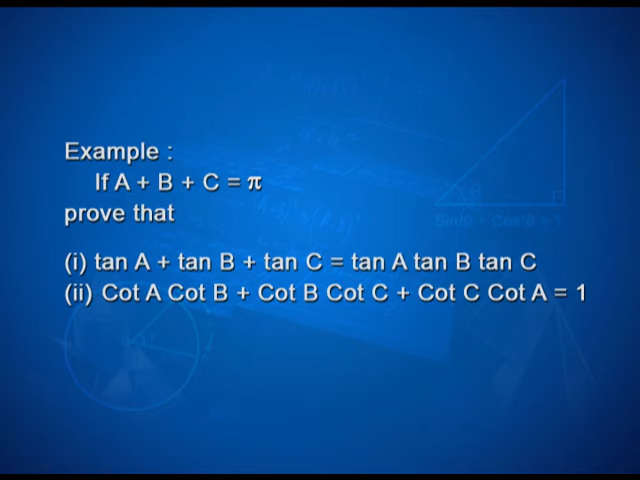 Example :
If A + B + C = π
prove that
(i) tan A + tan B + tan C = tan A tan B tan C
(ii) Cot A Cot B + Cot B Cot C + Cot C Cot A = 1